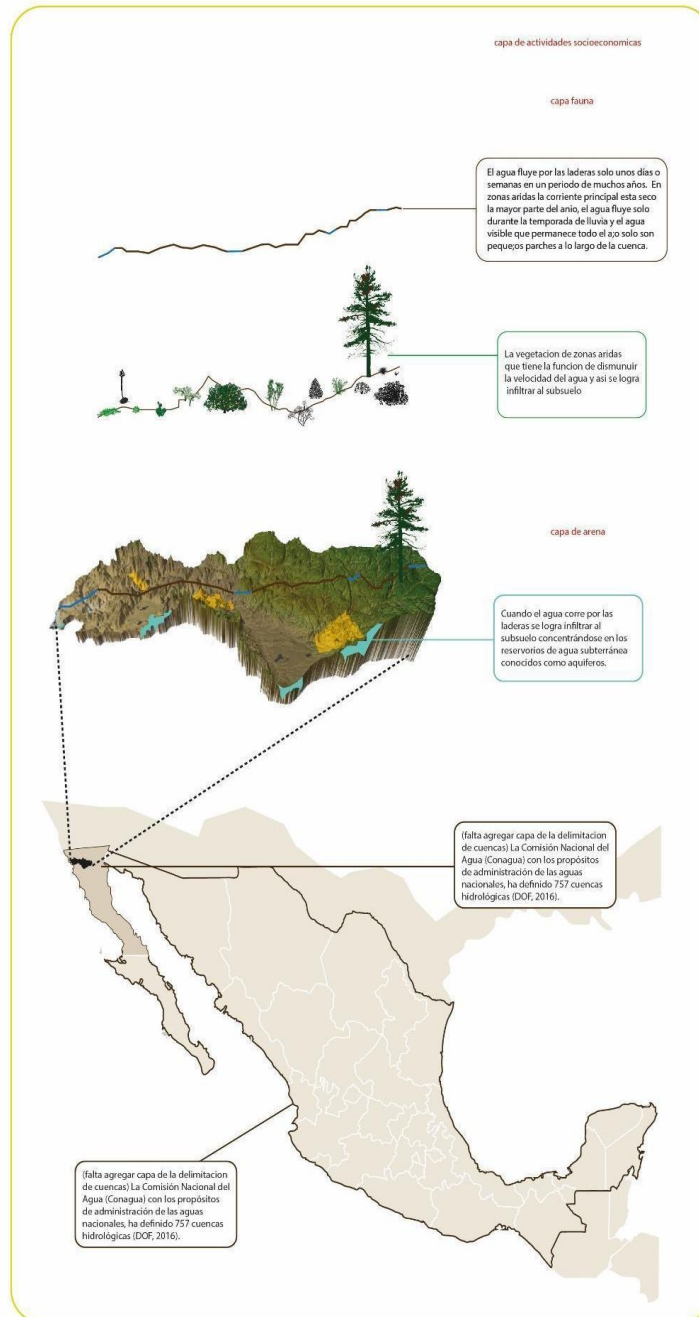 capa de actividades socioeconomicas
capa fauna
El agua fluye por las laderas solo unos días o
semanas en un periodo de muchos años. En
zonas aridas la corriente principal esta seco
la mayor parte del anio, el agua fluye solo
durante la temporada de lluvia y el agua
visible que permanece todo el a;o solo son
peque;os parches a lo largo de la cuenca.
La vegetacion de zonas aridas
que tiene la funcion de dismunuir
la velocidad del agua y asi se logra
infiltrar al subsuelo
capa de arena
Cuando el agua corre por las
laderas se logra infiltrar al
subsuelo concentrándose en los
reservorios de agua subterránea
conocidos como aquiferos.
(falta agregar capa de la delimitacion
de cuencas) La Comisión Nacional del
Agua (Conagua) con los propósitos
de administración de las aguas
nacionales, ha definido 757 cuencas
hidrológicas (DOF, 2016).
(falta agregar capa de la delimitacion
de cuencas) La Comisión Nacional del
Agua (Conagua) con los propósitos
de administración de las aguas
nacionales, ha definido 757 cuencas
hidrológicas (DOF, 2016).